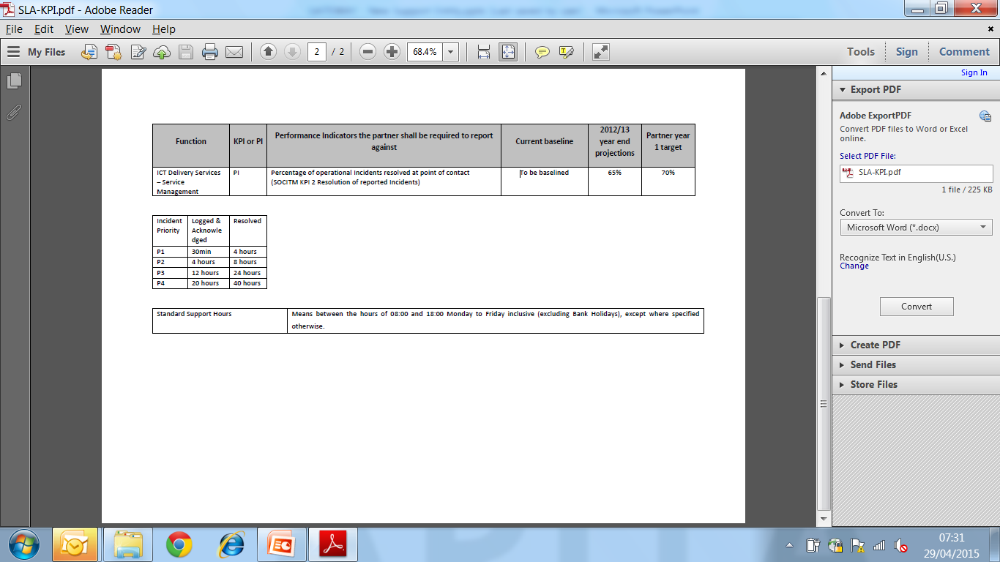 SLA-KPI.pdf - Adobe Reader
File Edit View Window Help
My Files 2 / 2 68.4% Tools Sign Comment
Sign In
Export PDF
Adobe ExportPDF
Convert PDF files to Word or Excel
online.
Select PDF File:
SLA-KPI.pdf
1 file / 225 KB
Convert To:
Microsoft Word (*.docx)
Recognize Text in English(U.S.)
Change
Convert
Create PDF
Send Files
Store Files
Function
KPI or PI
Performance Indicators the partner shall be required to report
against
Current baseline
2012/13
year end
projections
Partner year
1 target
ICT Delivery Services
– Service
Management
PI
Percentage of operational Incidents resolved at point of contact
(SOCITM KPI 2 Resolution of reported Incidents)
To be baselined
65%
70%
Incident
Priority
Logged &
Acknowle
dged
Resolved
P1 30min 4 hours
P2 4 hours 8 hours
P3 12 hours 24 hours
P4 20 hours 40 hours
Standard Support Hours
Means between the hours of 08:00 and 18:00 Monday to Friday inclusive (excluding Bank Holidays), except where specified
otherwise.
07:31
29/04/2015